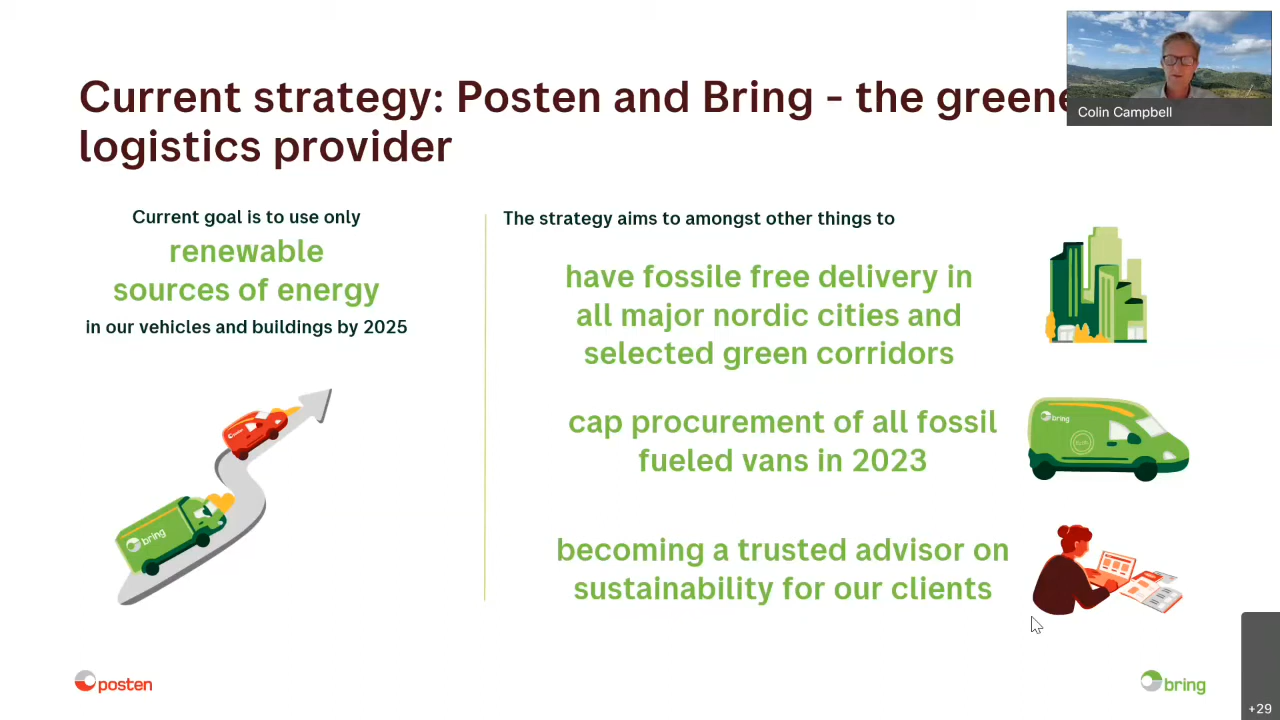 Current strategy: Posten and Bring - the greene
logistics provider
Colin Campbell
Current goal is to use only
renewable
sources of energy
in our vehicles and buildings by 2025
The strategy aims to amongst other things to
have fossile free delivery in
all major nordic cities and
selected green corridors
cap procurement of all fossil
fueled vans in 2023
becoming a trusted advisor on
sustainability for our clients
bring
bring
posten
bring
+29